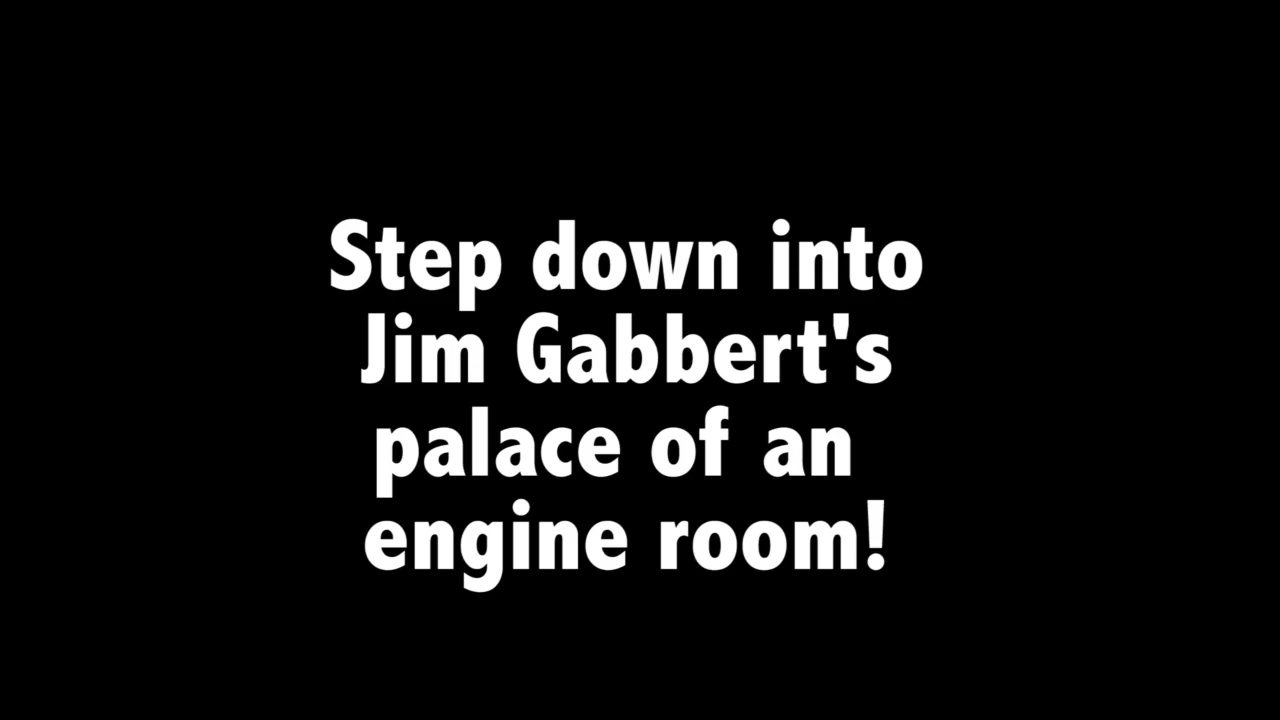 Step down into
Jim Gabbert's
palace of an
engine room!